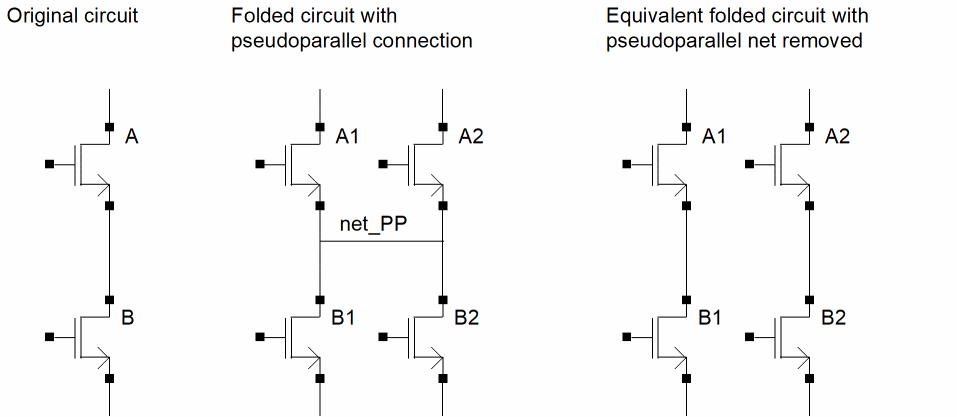 Original circuit
Folded circuit with
pseudoparallel connection
Equivalent folded circuit with
pseudoparallel net removed
A
A1
A2
A1
A2
net_PP
B
B1
B2
B1
B2